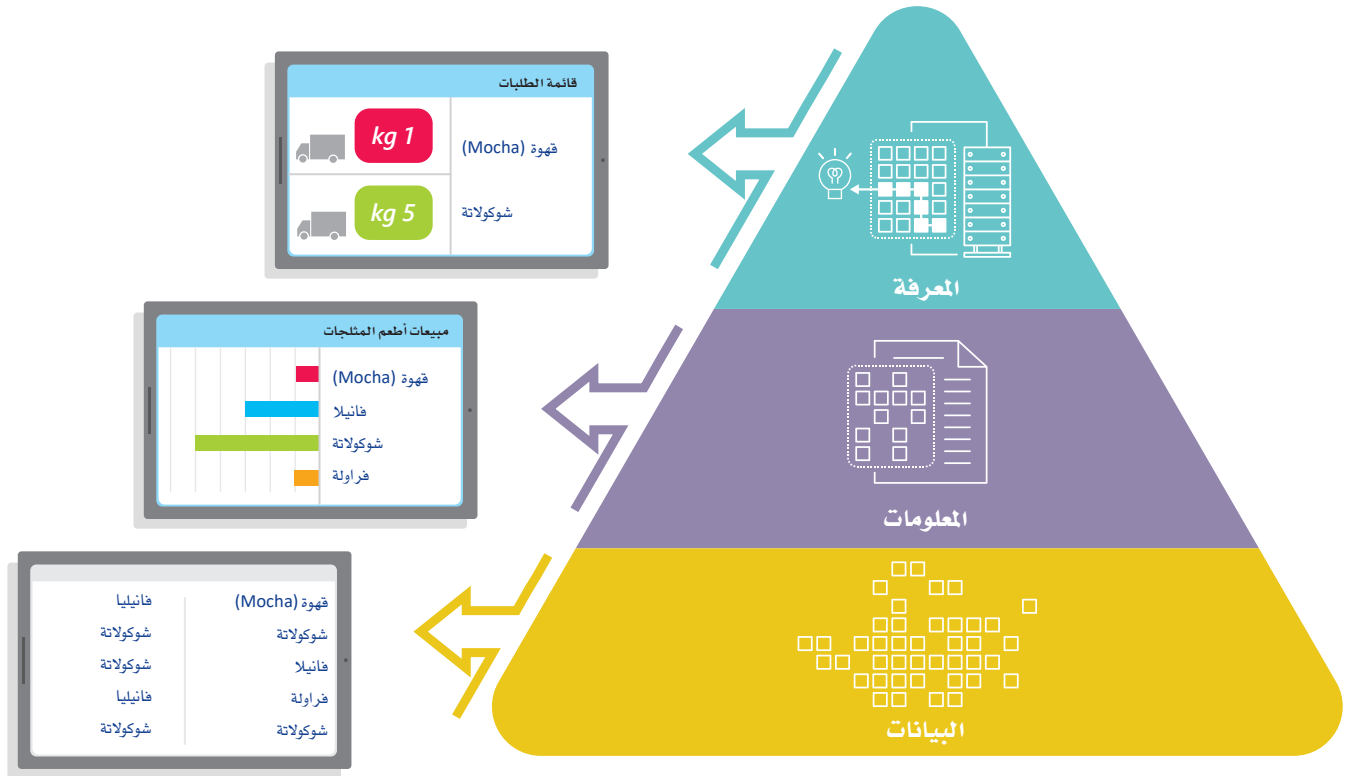 قائمة الطلبات
قهوة (Mocha)
kg 1
شوكولاتة
kg 5
المعرفة
مبيعات أطعم المثلجات
قهوة (Mocha)
فانيلا
شوكولاتة
فراولة
المعلومات
قهوة (Mocha) فانيليا
شوكولاتة شوكولاتة
فانيلا شوكولاتة
فراولة فانيليا
شوكولاتة شوكولاتة
البيانات